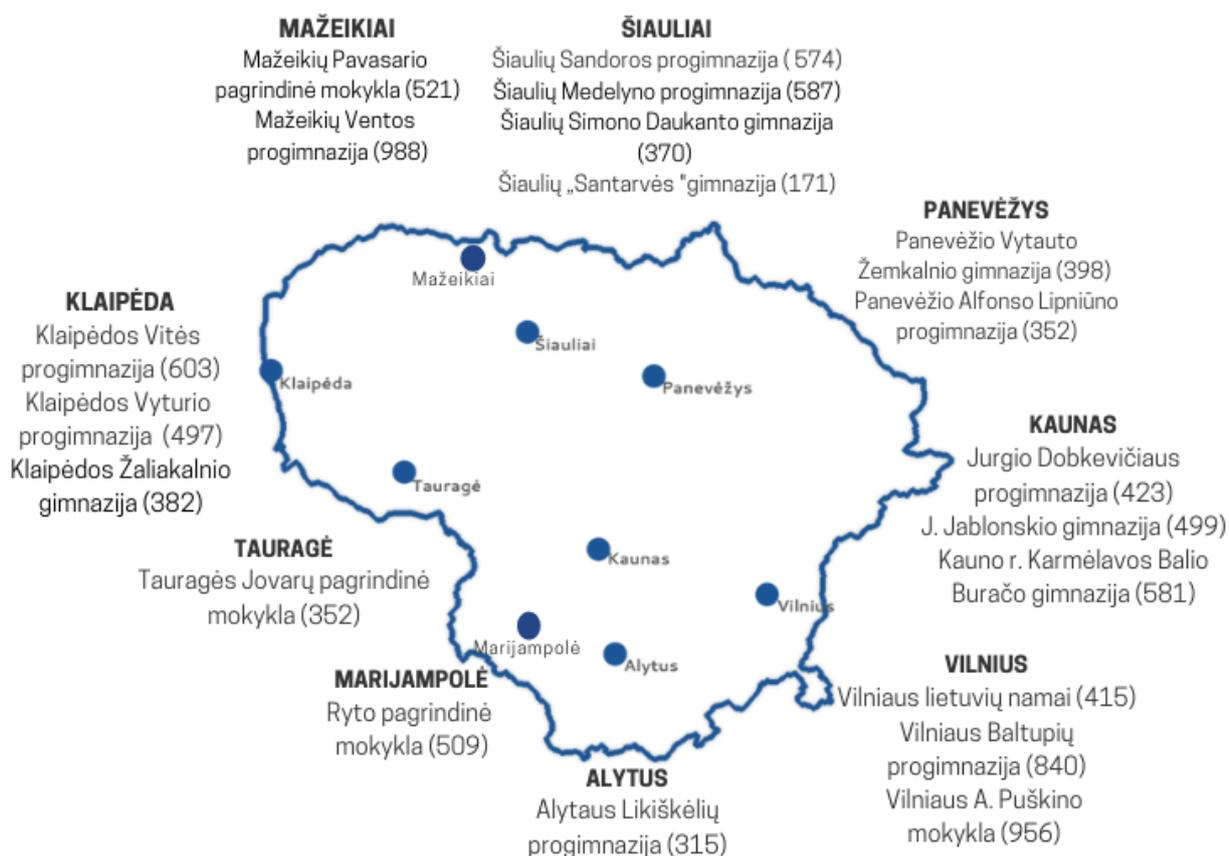 MAŽEIKIAI
Mažeikių Pavasario
pagrindinė mokykla (521)
Mažeikių Ventos
progimnazija (988)
ŠIAULIAI
Šiaulių Sandoros progimnazija ( 574)
Šiaulių Medelyno progimnazija (587)
Šiaulių Simono Daukanto gimnazija
(370)
Šiaulių „Santarvės "gimnazija (171)
PANEVĖŽYS
Panevėžio Vytauto
Žemkalnio gimnazija (398)
Panevėžio Alfonso Lipniūno
progimnazija (352)
KLAIPĖDA
Klaipėdos Vitės
progimnazija (603)
Klaipėdos Vyturio
progimnazija (497)
Klaipėdos Žaliakalnio
gimnazija (382)
Mažeikiai
Šiauliai
Klaipėda
Panevėžys
Tauragė
Kaunas
Vilnius
Marijampolė
Alytus
KAUNAS
Jurgio Dobkevičiaus
progimnazija (423)
J. Jablonskio gimnazija (499)
Kauno r. Karmėlavos Balio
Buračo gimnazija (581)
TAURAGĖ
Tauragės Jovarų pagrindinė
mokykla (352)
MARIJAMPOLĖ
Ryto pagrindinė
mokykla (509)
VILNIUS
Vilniaus lietuvių namai (415)
Vilniaus Baltupių
progimnazija (840)
Vilniaus A. Puškino
mokykla (956)
ALYTUS
Alytaus Likiškėlių
progimnazija (315)